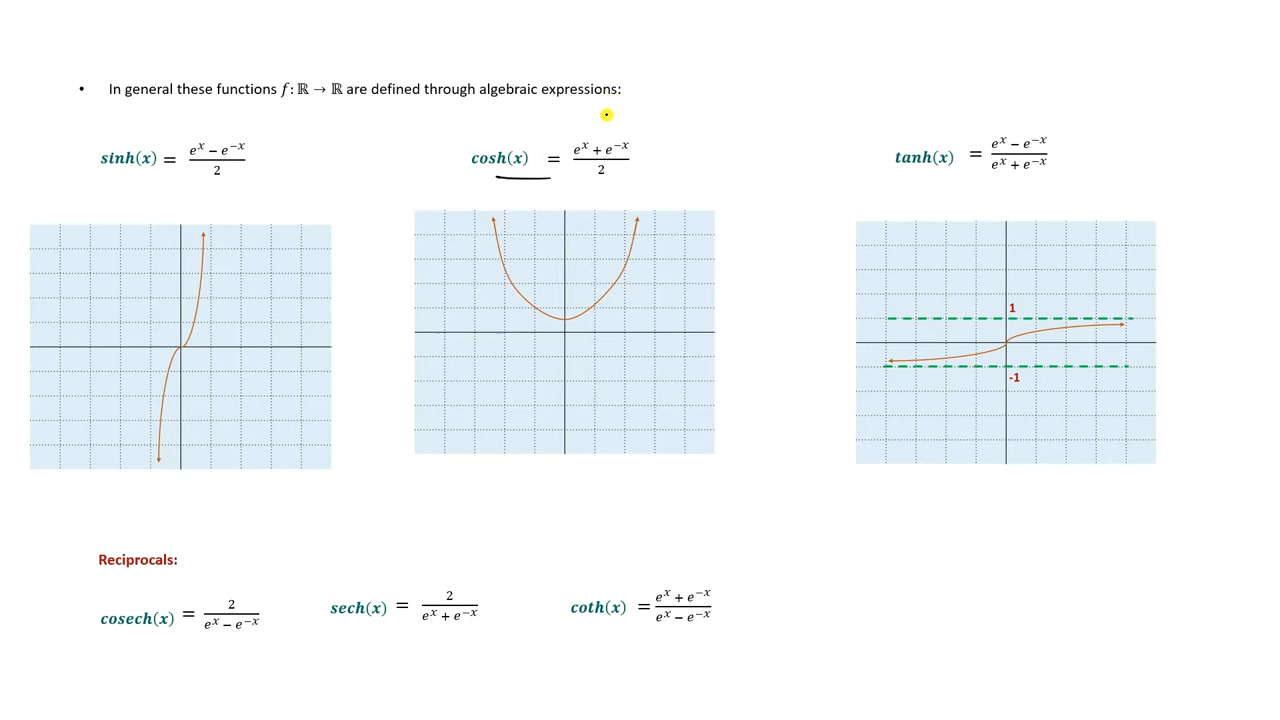 • In general these functions f: ℝ → ℝ are defined through algebraic expressions:
sinh(x) = (e^x − e^−x)/2
cosh(x) = (e^x + e^−x)/2
tanh(x) = (e^x − e^−x)/(e^x + e^−x)
1
-1
Reciprocals:
cosech(x) = 2/(e^x − e^−x)
sech(x) = 2/(e^x + e^−x)
coth(x) = (e^x + e^−x)/(e^x − e^−x)